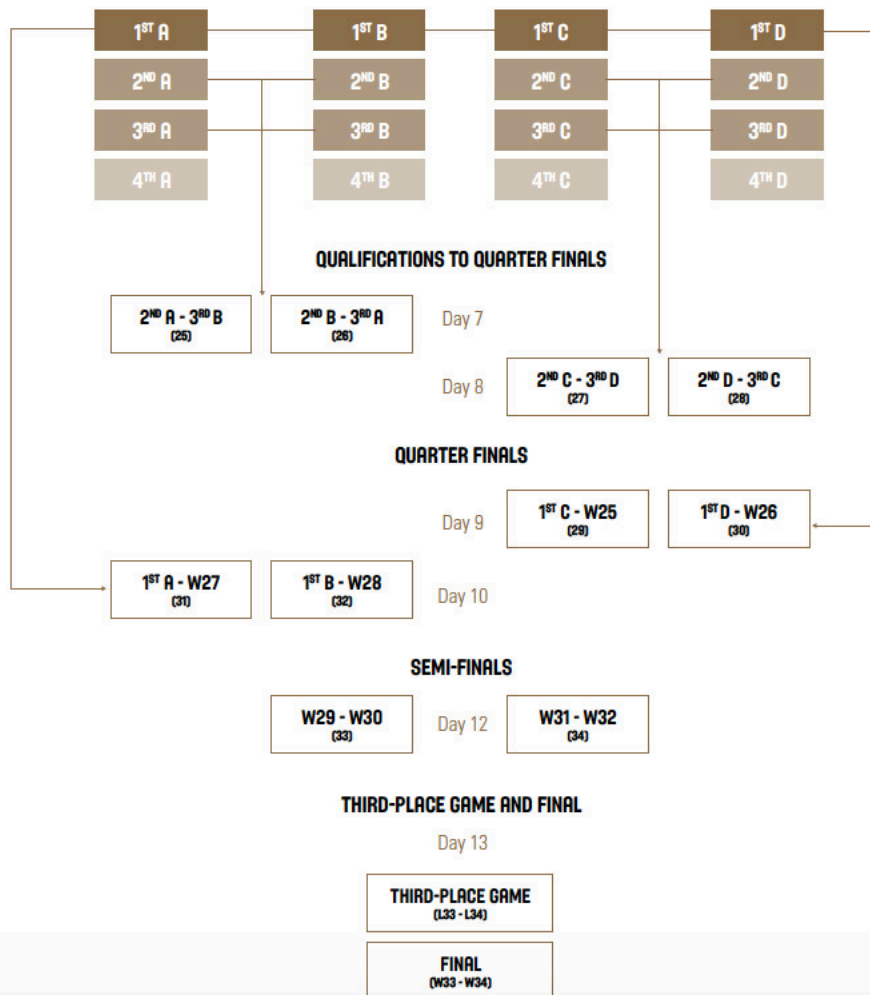 1ST A 1ST B 1ST C 1ST D
2ND A 2ND B 2ND C 2ND D
3RD A 3RD B 3RD C 3RD D
4TH A 4TH B 4TH C 4TH D
QUALIFICATIONS TO QUARTER FINALS
2ND A - 3RD B
(25)
2ND B - 3RD A
(26)
Day 7
Day 8
2ND C - 3RD D
(27)
2ND D - 3RD C
(28)
QUARTER FINALS
Day 9
1ST C - W25
(29)
1ST D - W26
(30)
1ST A - W27
(31)
1ST B - W28
(32)
Day 10
SEMI-FINALS
W29 - W30
(33)
Day 12
W31 - W32
(34)
THIRD-PLACE GAME AND FINAL
Day 13
THIRD-PLACE GAME
(L33 - L34)
FINAL
(W33 - W34)